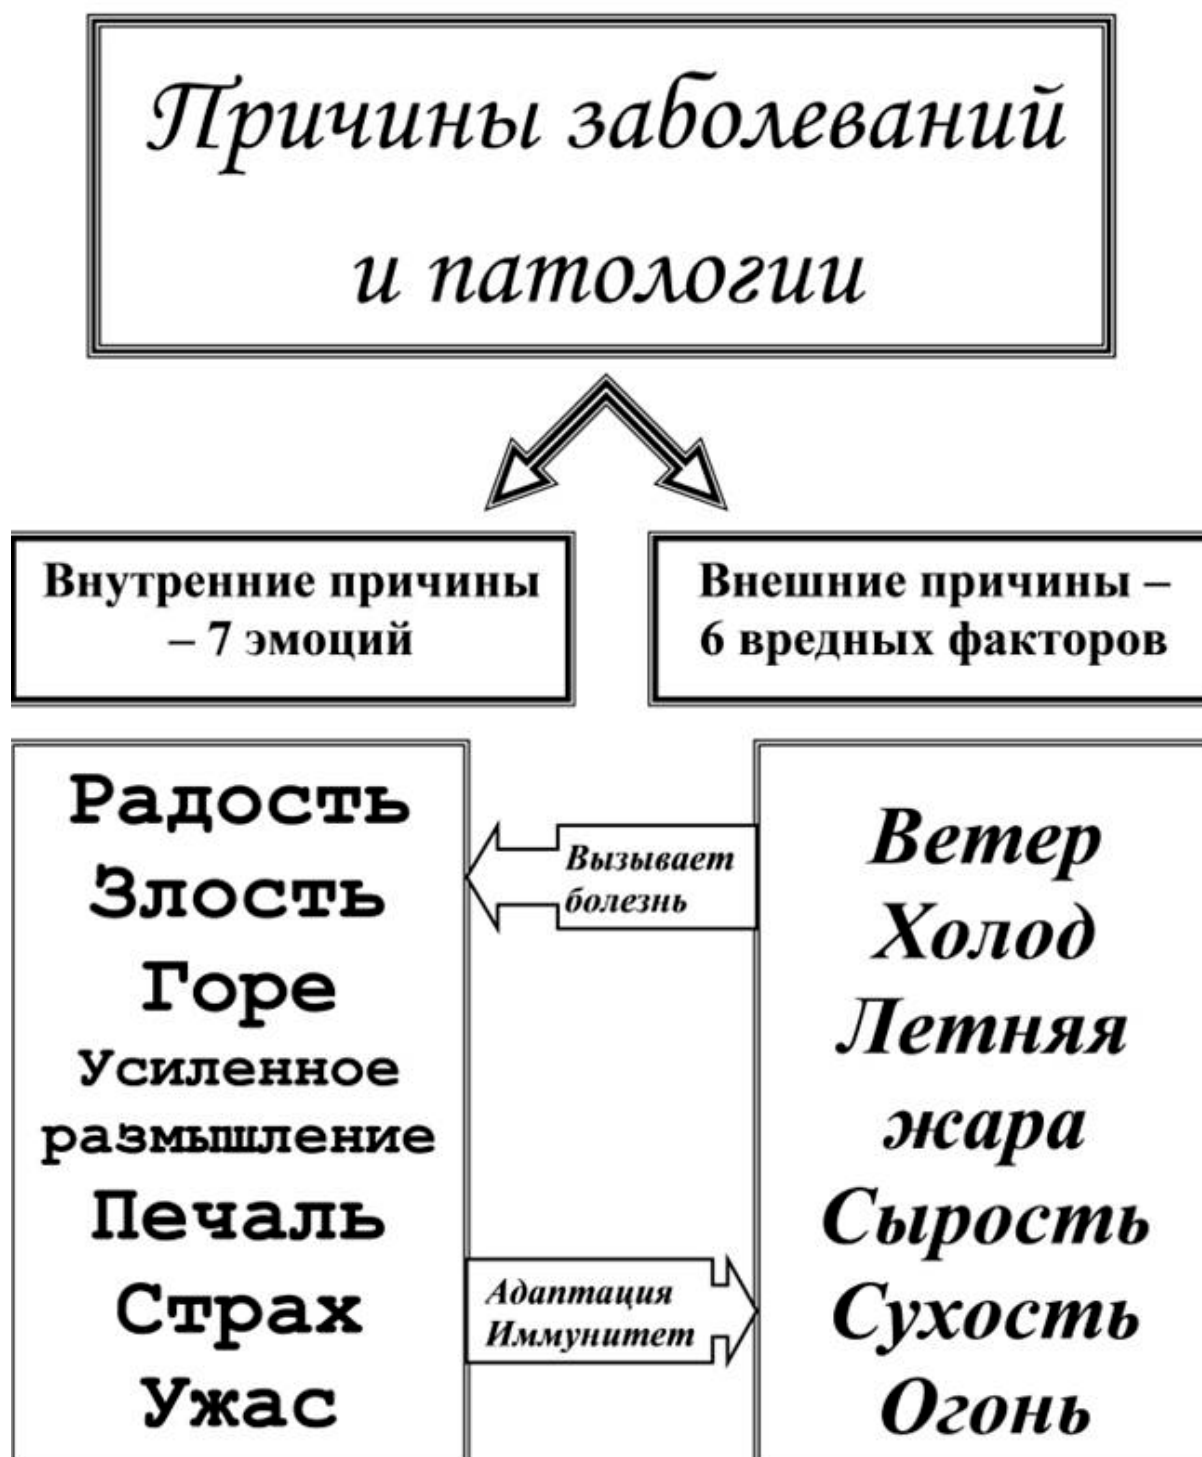 Причины заболеваний
и патологии
Внутренние причины
– 7 эмоций
Внешние причины –
6 вредных факторов
Радость
Злость
Горе
Усиленное
размышление
Печаль
Страх
Ужас
Вызывает
болезнь
Адаптация
Иммунитет
Ветер
Холод
Летняя
жара
Сырость
Сухость
Огонь